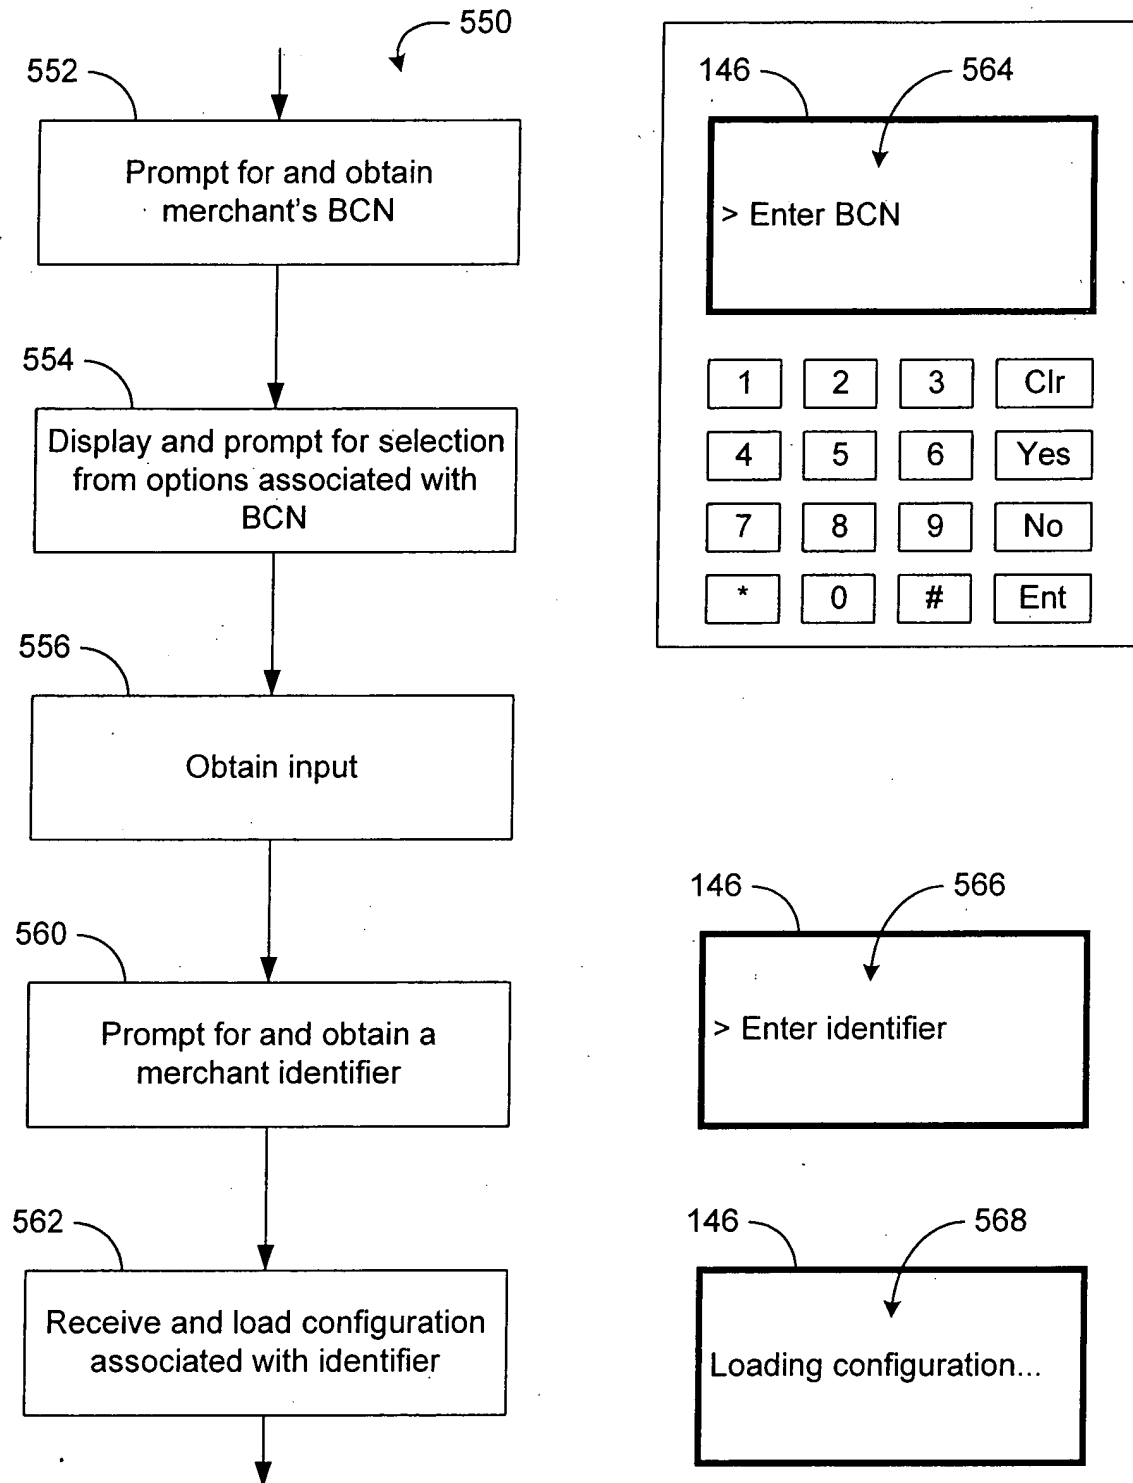 550
552
Prompt for and obtain
merchant's BCN
554
Display and prompt for selection
from options associated with
BCN
556
Obtain input
560
Prompt for and obtain a
merchant identifier
562
Receive and load configuration
associated with identifier
146
564
> Enter BCN
1 2 3 Clr
4 5 6 Yes
7 8 9 No
* 0 # Ent
146
566
> Enter identifier
146
568
Loading configuration...